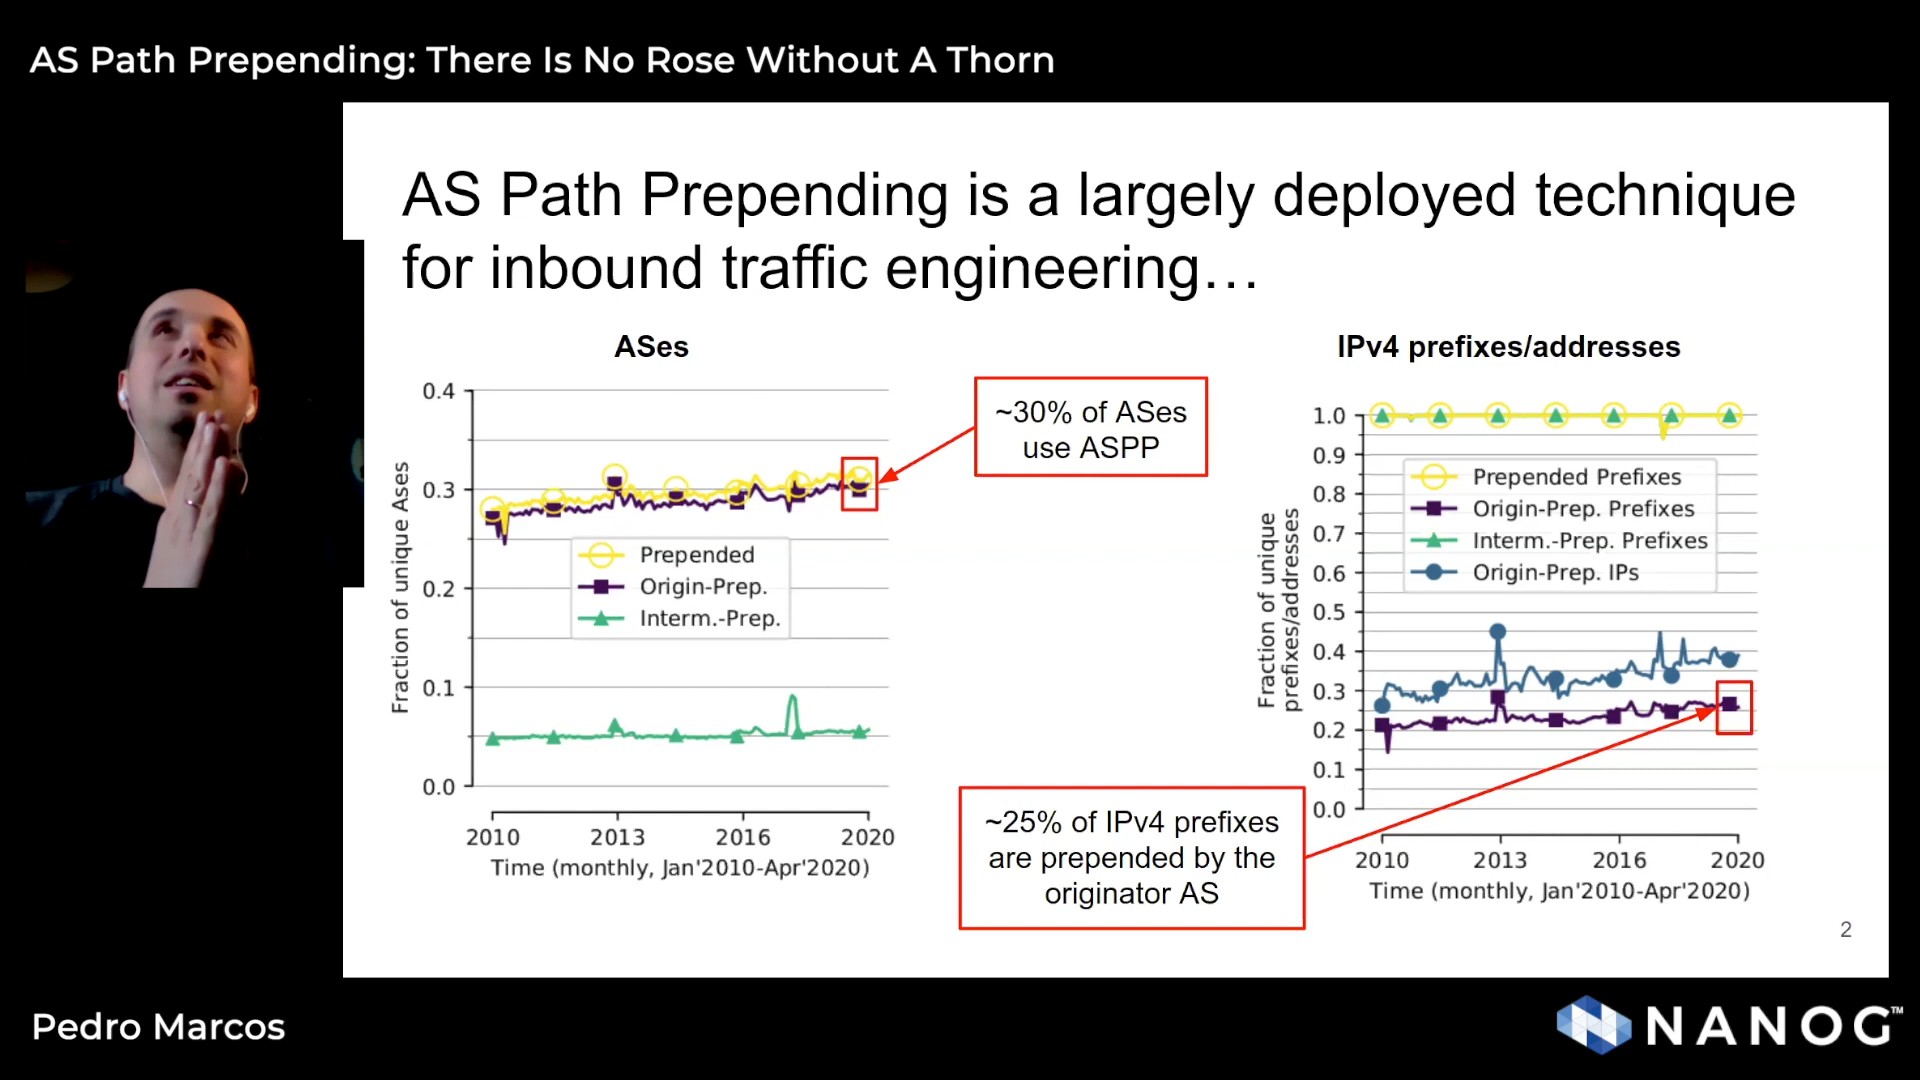 AS Path Prepending: There Is No Rose Without A Thorn
AS Path Prepending is a largely deployed technique
for inbound traffic engineering…
ASes
0.4
0.3
0.2
0.1
0.0
Fraction of unique Ases
Prepended
Origin-Prep.
Interm.-Prep.
2010
2013
2016
2020
Time (monthly, Jan'2010-Apr'2020)
~30% of ASes
use ASPP
IPv4 prefixes/addresses
1.0
0.9
0.8
0.7
0.6
0.5
0.4
0.3
0.2
0.1
0.0
Fraction of unique
prefixes/addresses
Prepended Prefixes
Origin-Prep. Prefixes
Interm.-Prep. Prefixes
Origin-Prep. IPs
2010
2013
2016
2020
Time (monthly, Jan'2010-Apr'2020)
~25% of IPv4 prefixes
are prepended by the
originator AS
2
Pedro Marcos
NANOG™